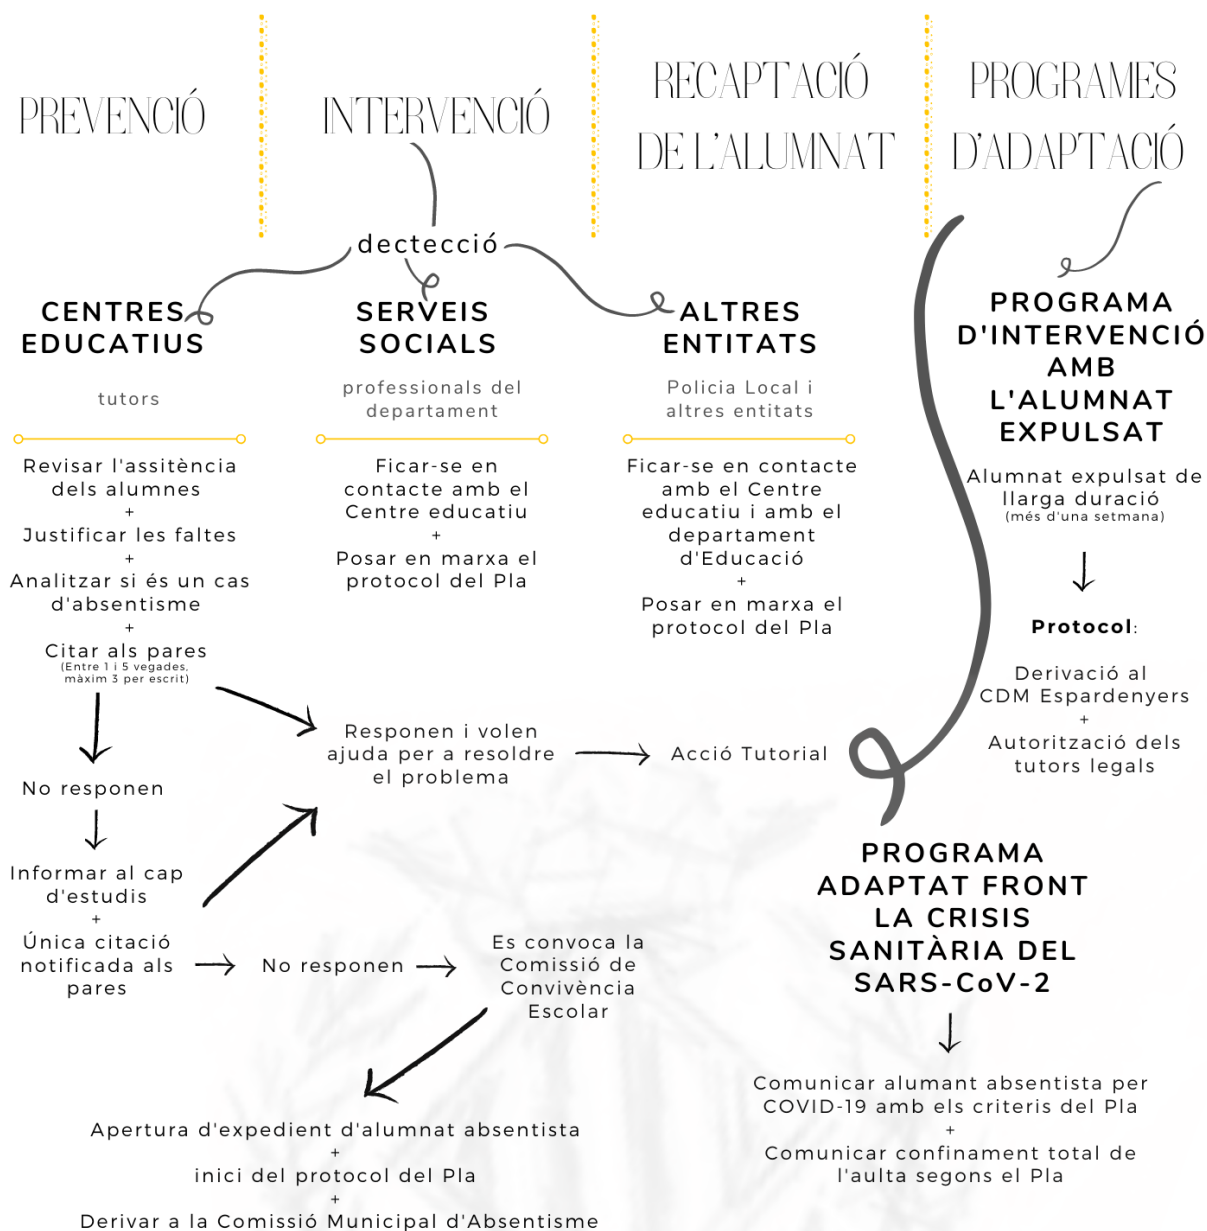 PREVENCIÓ
INTERVENCIÓ
RECAPTACIÓ
DE L'ALUMNAT
PROGRAMES
D'ADAPTACIÓ
dectecció
CENTRES
EDUCATIUS
tutors
Revisar l'assitència
dels alumnes
+
Justificar les faltes
+
Analitzar si és un cas
d'absentisme
+
Citar als pares
(Entre 1 i 5 vegades,
màxim 3 per escrit)
SERVEIS
SOCIALS
professionals del
departament
Ficar-se en
contacte amb el
Centre educatiu
+
Posar en marxa el
protocol del Pla
ALTRES
ENTITATS
Policia Local i
altres entitats
Ficar-se en contacte
amb el Centre
educatiu i amb el
departament
d'Educació
+
Posar en marxa el
protocol del Pla
No responen
Responen i volen
ajuda per a resoldre
el problema
Acció Tutorial
Informar al cap
d'estudis
+
Única citació
notificada als
pares
No responen
Es convoca la
Comissió de
Convivència
Escolar
Apertura d'expedient d'alumnat absentista
+
inici del protocol del Pla
+
Derivar a la Comissió Municipal d'Absentisme
PROGRAMA
D'INTERVENCIÓ
AMB
L'ALUMNAT
EXPULSAT
Alumnat expulsat de
llarga duració
(més d'una setmana)
Protocol:
Derivació al
CDM Espardenyers
+
Autorització dels
tutors legals
PROGRAMA
ADAPTAT FRONT
LA CRISIS
SANITÀRIA DEL
SARS-CoV-2
Comunicar alumant absentista per
COVID-19 amb els criteris del Pla
+
Comunicar confinament total de
l'aulta segons el Pla